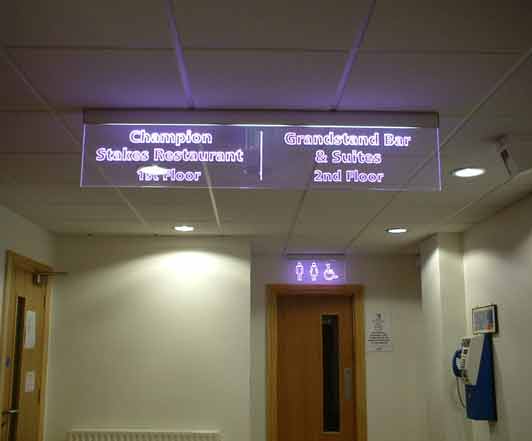 Champion
Stakes Restaurant
1st Floor
Grandstand Bar
& Suites
2nd Floor